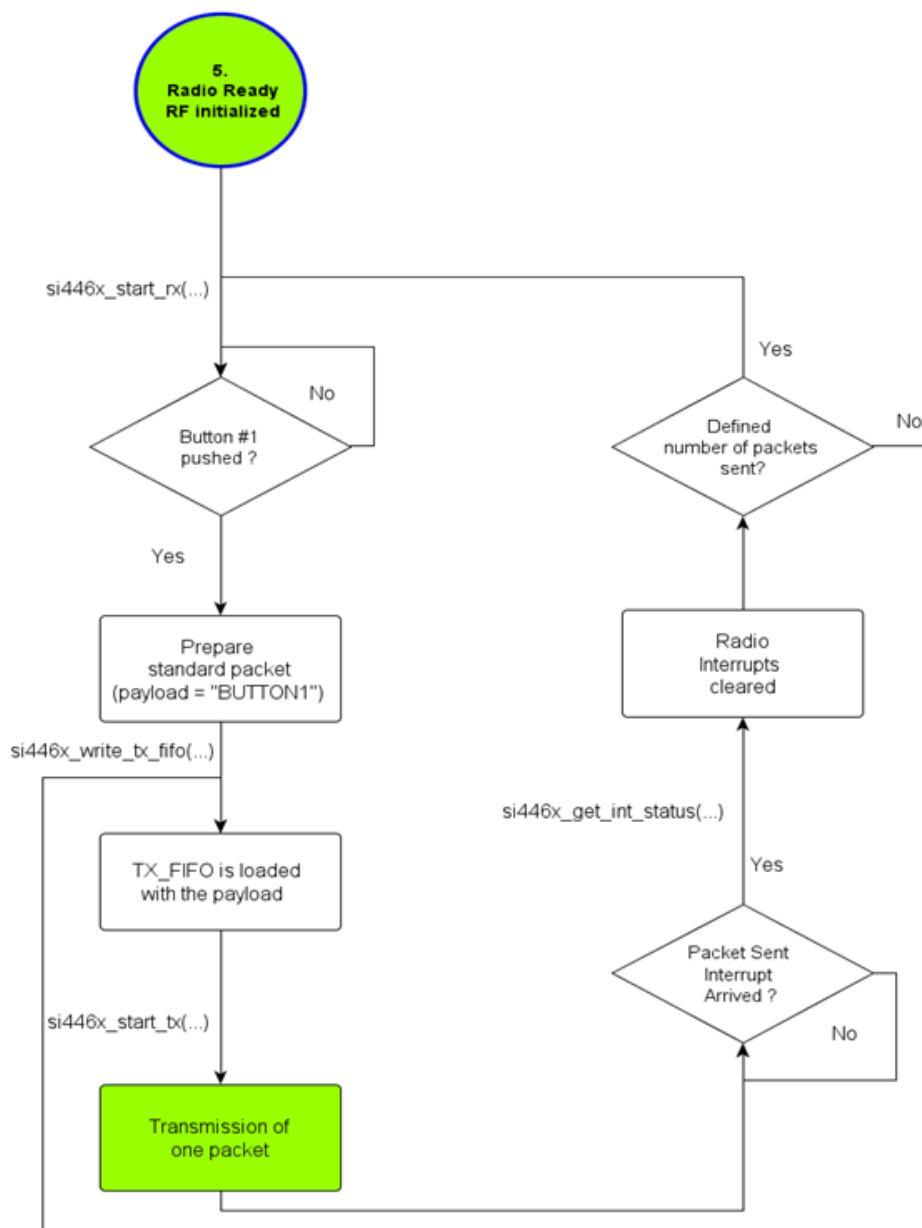 5.
Radio Ready
RF initialized
si446x_start_rx(...)
No
Button #1
pushed ?
Yes
Prepare
standard packet
(payload = "BUTTON1")
si446x_write_tx_fifo(...)
TX_FIFO is loaded
with the payload
si446x_start_tx(...)
Transmission of
one packet
Yes
No
Defined
number of packets
sent?
Radio
Interrupts
cleared
si446x_get_int_status(...)
Yes
Packet Sent
Interrupt
Arrived ?
No